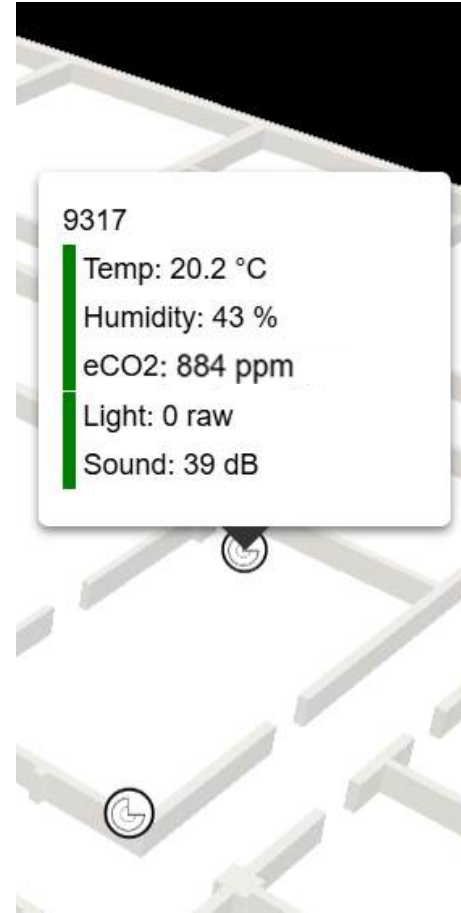 9317
Temp: 20.2 °C
Humidity: 43 %
eCO2: 884 ppm
Light: 0 raw
Sound: 39 dB